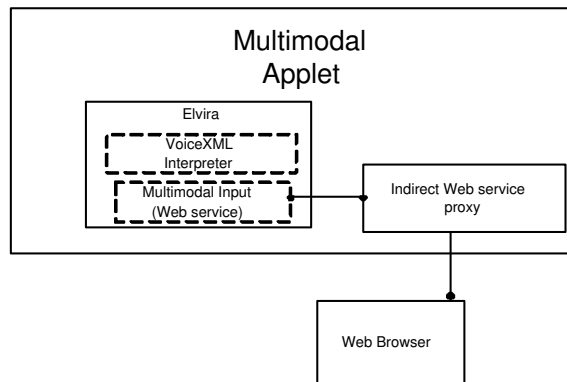 Multimodal
Applet
Elvira
VoiceXML
Interpreter
Multimodal Input
(Web service)
Indirect Web service
proxy
Web Browser